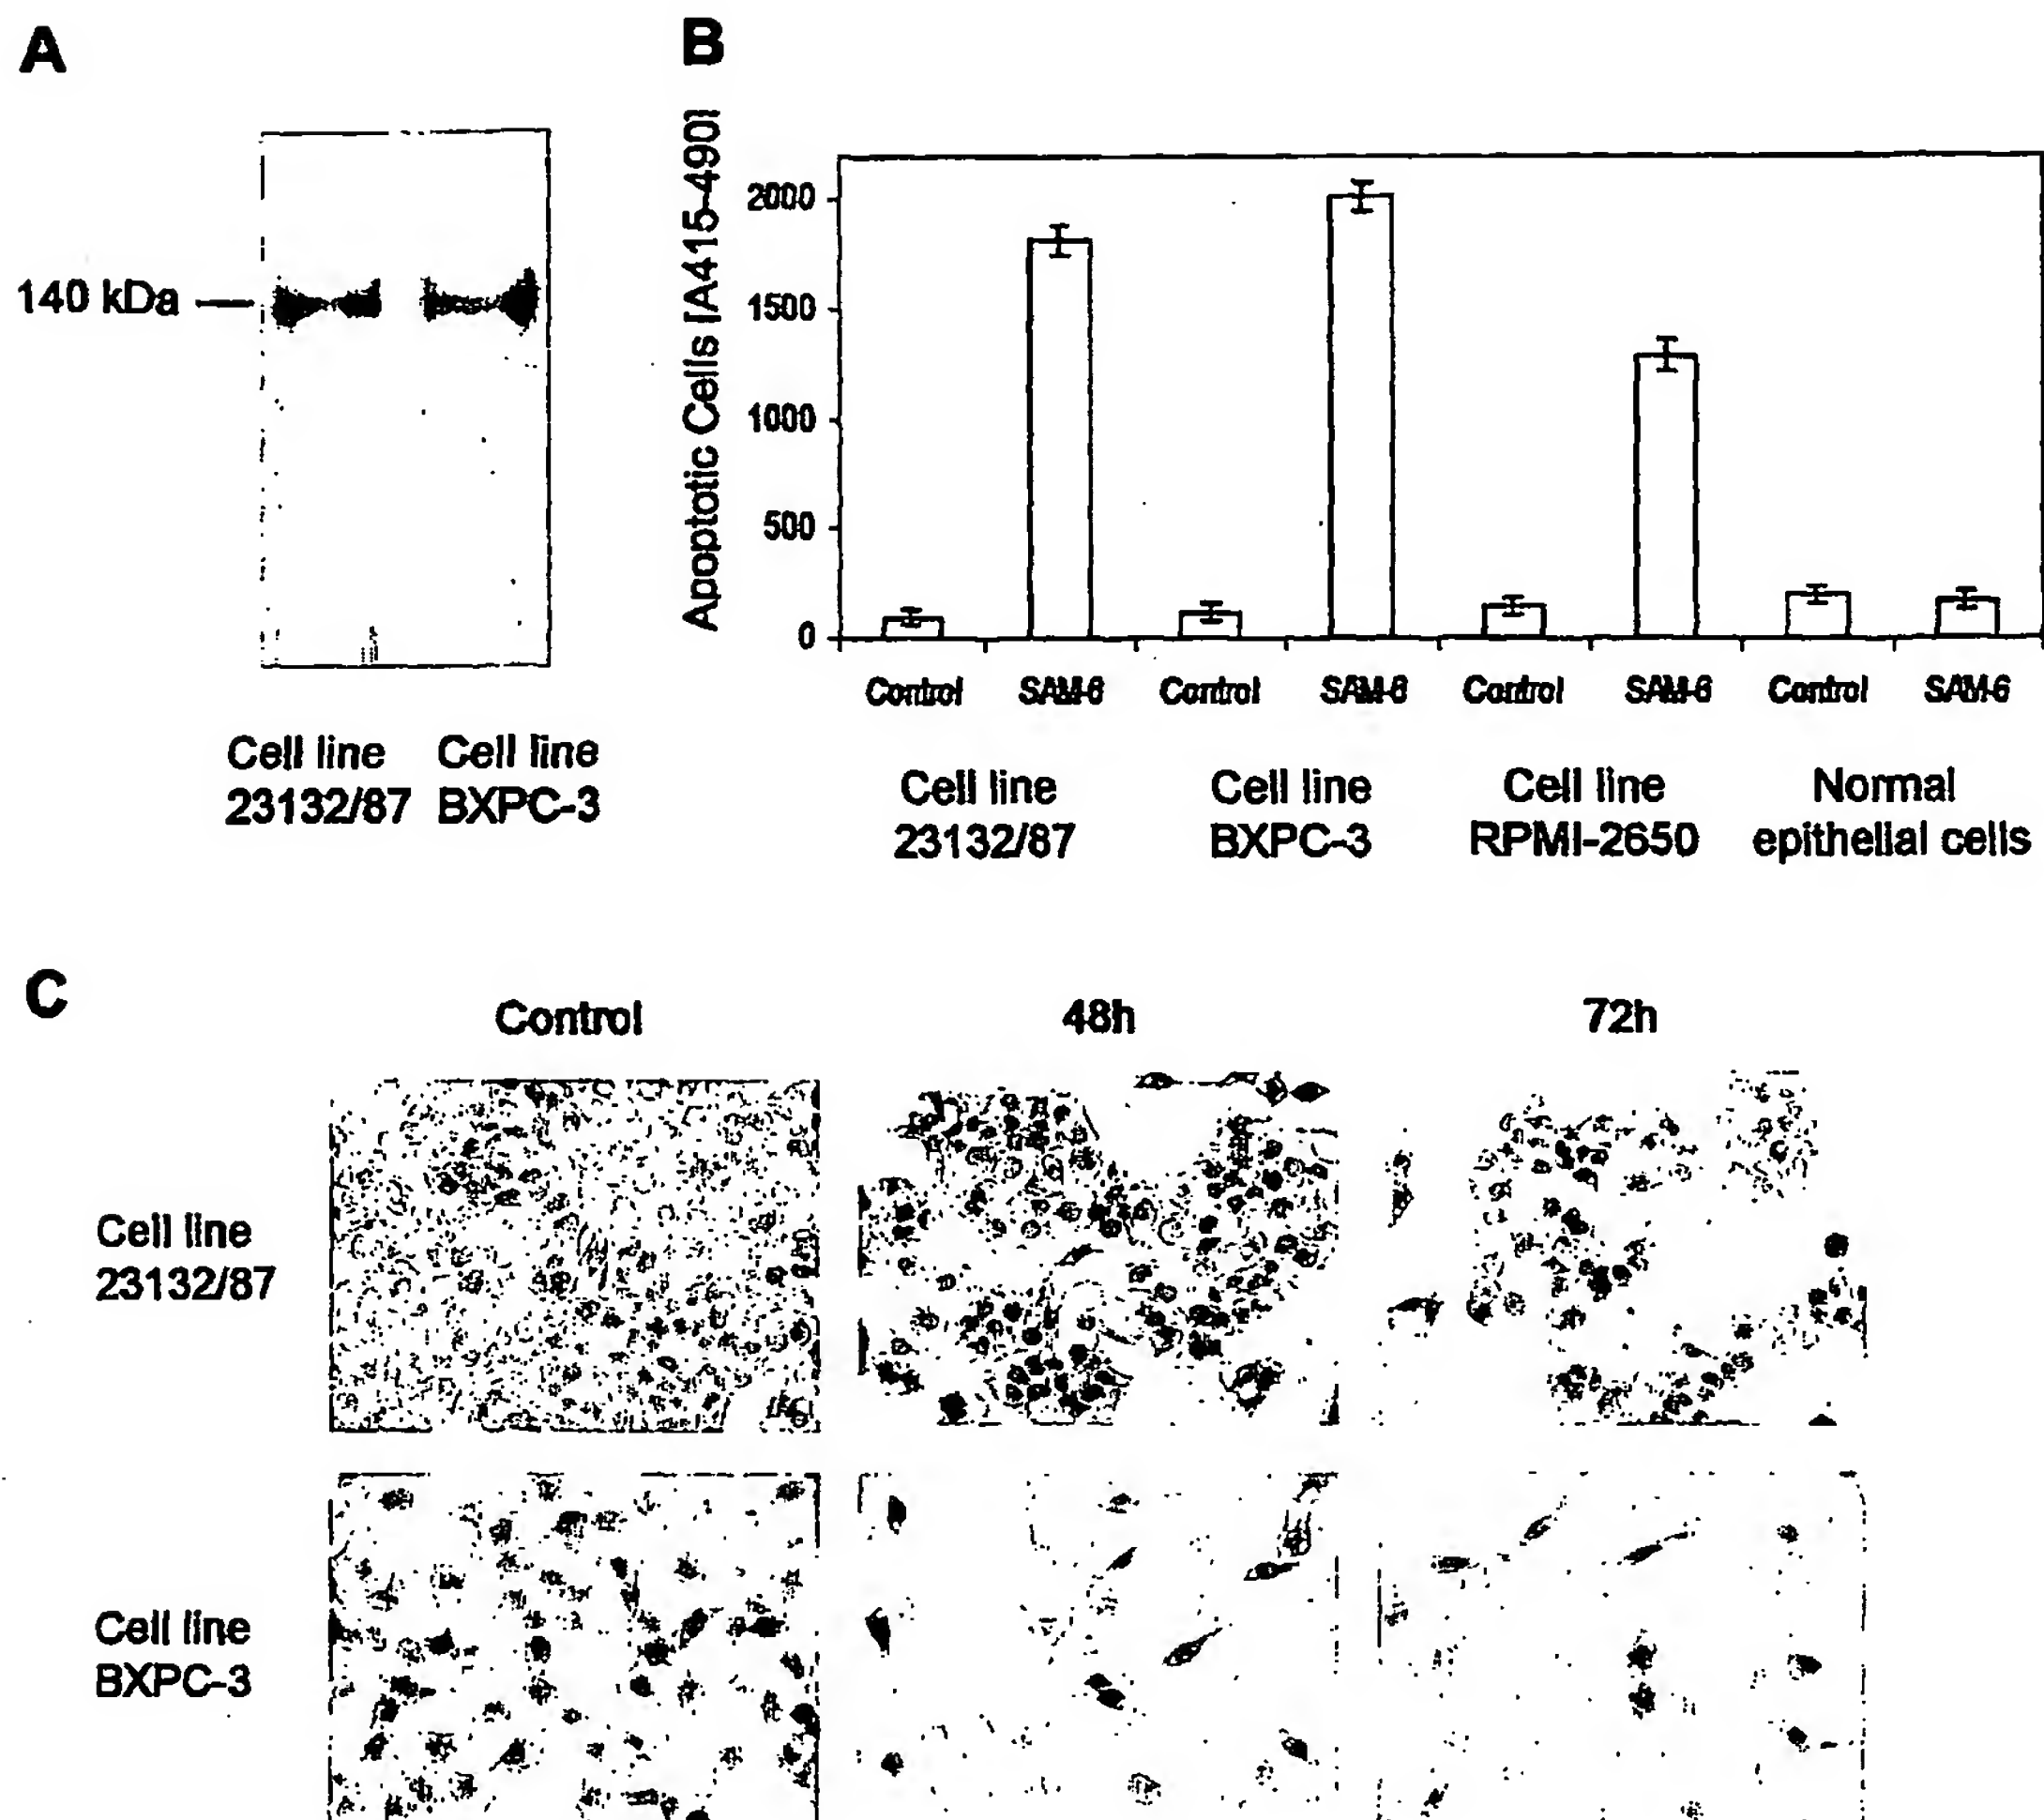 A
140 kDa
Cell line
23132/87
Cell line
BXPC-3
B
Apoptotic Cells [A415-490]
2000
1500
1000
500
0
Control SAM-6 Control SAM-6 Control SAM-6 Control SAM-6
Cell line
23132/87
Cell line
BXPC-3
Cell line
RPMI-2650
Normal
epithelial cells
C
Control 48h 72h
Cell line
23132/87
Cell line
BXPC-3